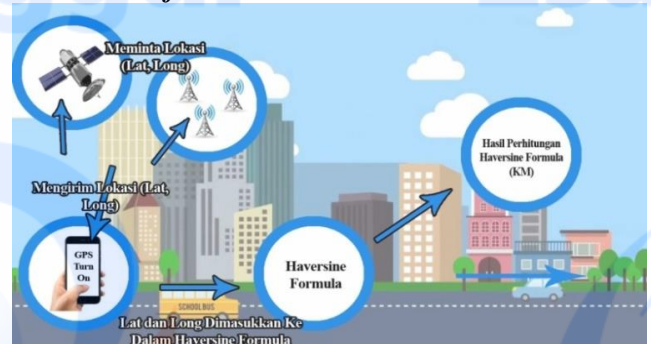 Meminta Lokasi
(Lat, Long)
Mengirim Lokasi (Lat,
Long)
GPS
Turn
On
SCHOOL BUS
Lat dan Long Dimasukkan Ke
Dalam Haversine Formula
Haversine
Formula
Hasil Perhitungan
Haversine Formula
(KM)